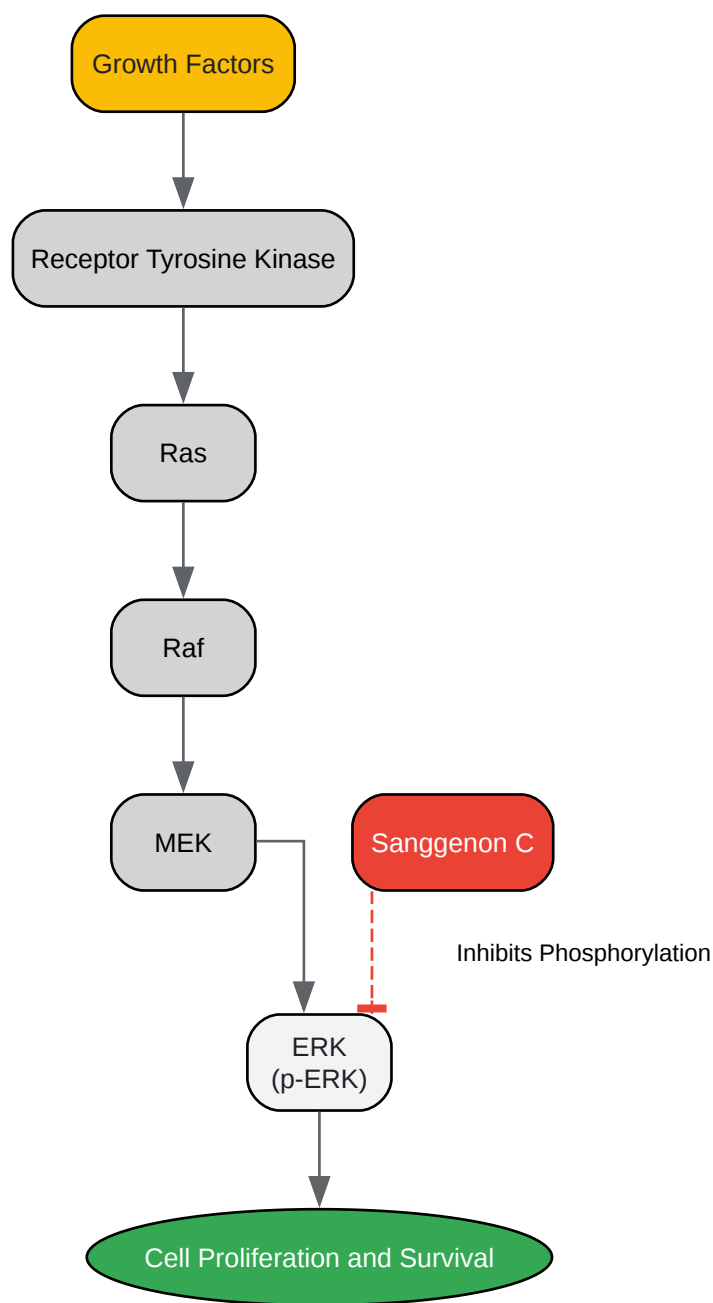 Growth Factors
Receptor Tyrosine Kinase
Ras
Raf
MEK
Sanggenon C
Inhibits Phosphorylation
ERK
(p-ERK)
Cell Proliferation and Survival